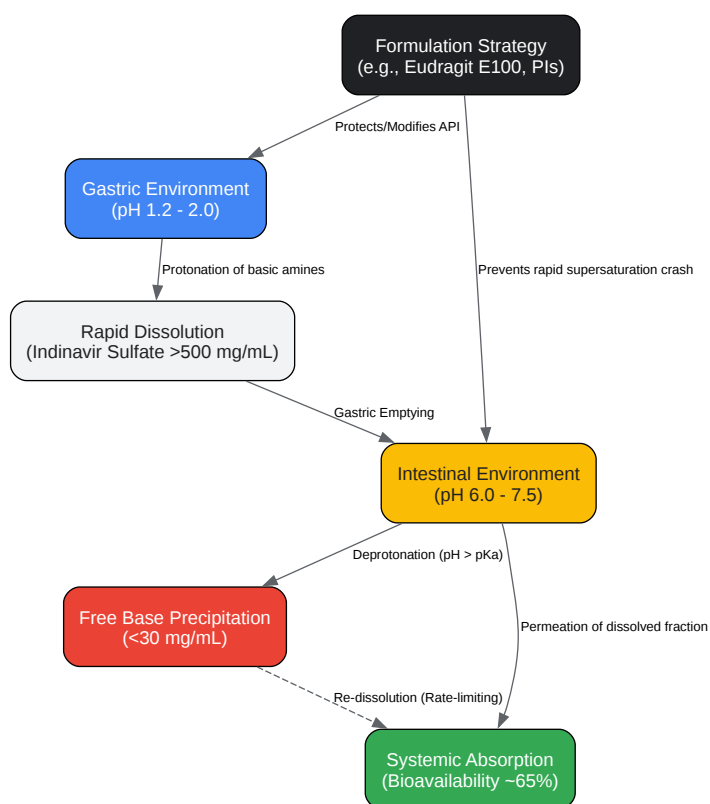 Formulation Strategy
(e.g., Eudragit E100, PIs)
Protects/Modifies API
Gastric Environment
(pH 1.2 - 2.0)
Protonation of basic amines
Prevents rapid supersaturation crash
Rapid Dissolution
(Indinavir Sulfate >500 mg/mL)
Gastric Emptying
Intestinal Environment
(pH 6.0 - 7.5)
Deprotonation (pH > pKa)
Free Base Precipitation
(<30 mg/mL)
Permeation of dissolved fraction
Re-dissolution (Rate-limiting)
Systemic Absorption
(Bioavailability ~65%)